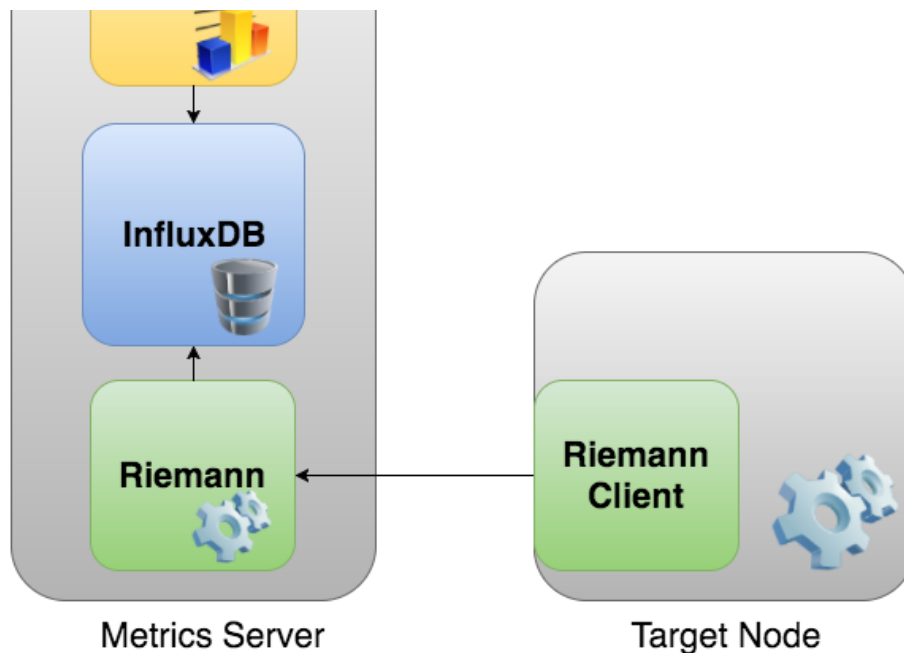 InfluxDB
Riemann
Riemann
Client
Metrics Server
Target Node